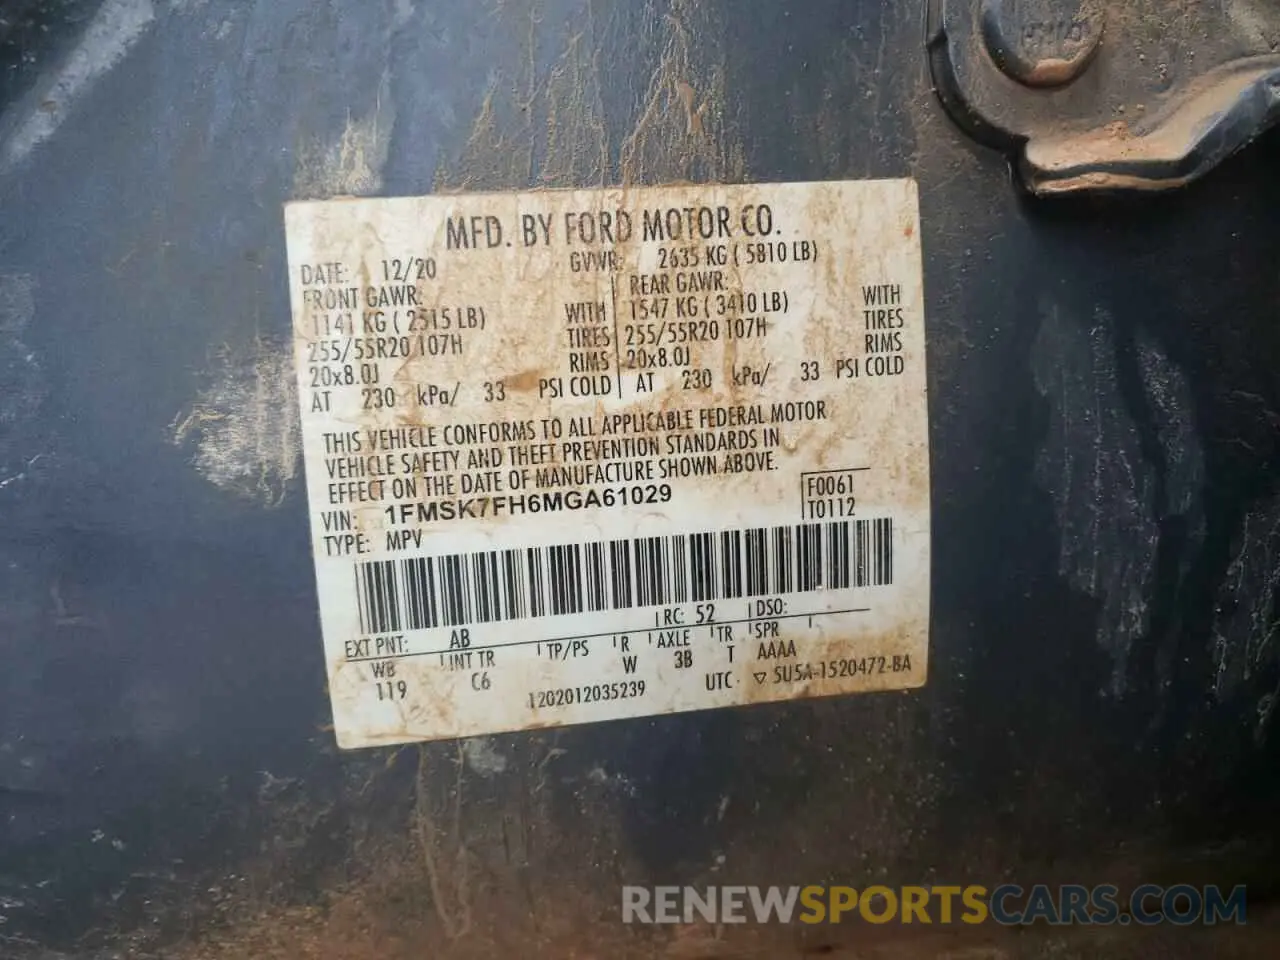 MFD. BY FORD MOTOR CO.
DATE: 12/20 GVWR: 2635 KG ( 5810 LB)
FRONT GAWR: REAR GAWR:
1141 KG ( 2515 LB) WITH 1547 KG ( 3410 LB) WITH
255/55R20 107H TIRES 255/55R20 107H TIRES
20x8.0J RIMS 20x8.0J RIMS
AT 230 kPa/ 33 PSI COLD AT 230 kPa/ 33 PSI COLD
THIS VEHICLE CONFORMS TO ALL APPLICABLE FEDERAL MOTOR
VEHICLE SAFETY AND THEFT PREVENTION STANDARDS IN
EFFECT ON THE DATE OF MANUFACTURE SHOWN ABOVE.
VIN: 1FMSK7FH6MGA61029 F0061
TYPE: MPV T0112
EXT PNT: AB RC: 52 DSO:
WB INT TR TP/PS R AXLE TR SPR
119 C6 W 3B T AAAA
1202012035239 UTC ▽ SU5A-1520472-BA
RENEWSPORTSCARS.COM